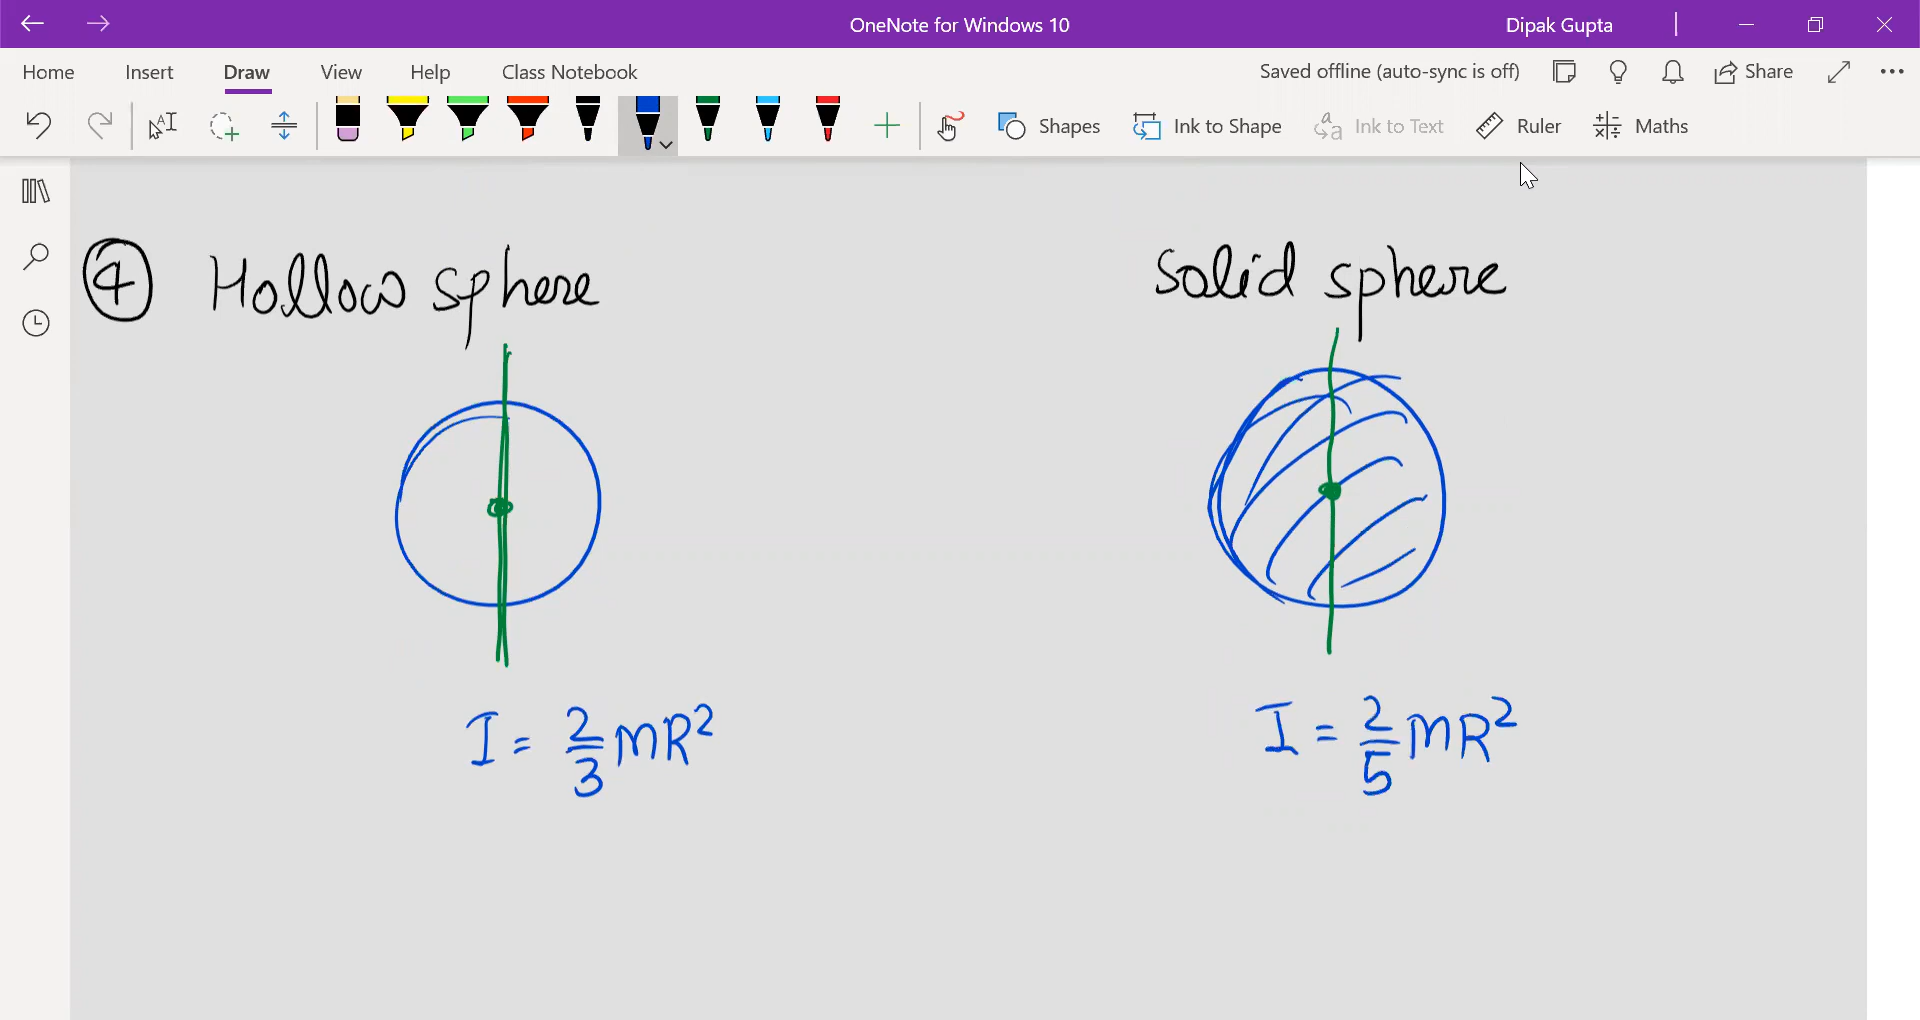 OneNote for Windows 10
Dipak Gupta
Home Insert Draw View Help Class Notebook
Saved offline (auto-sync is off) Share
Shapes Ink to Shape Ink to Text Ruler Maths
④ Hollow sphere
Solid sphere
I = 2/3 MR²
I = 2/5 MR²